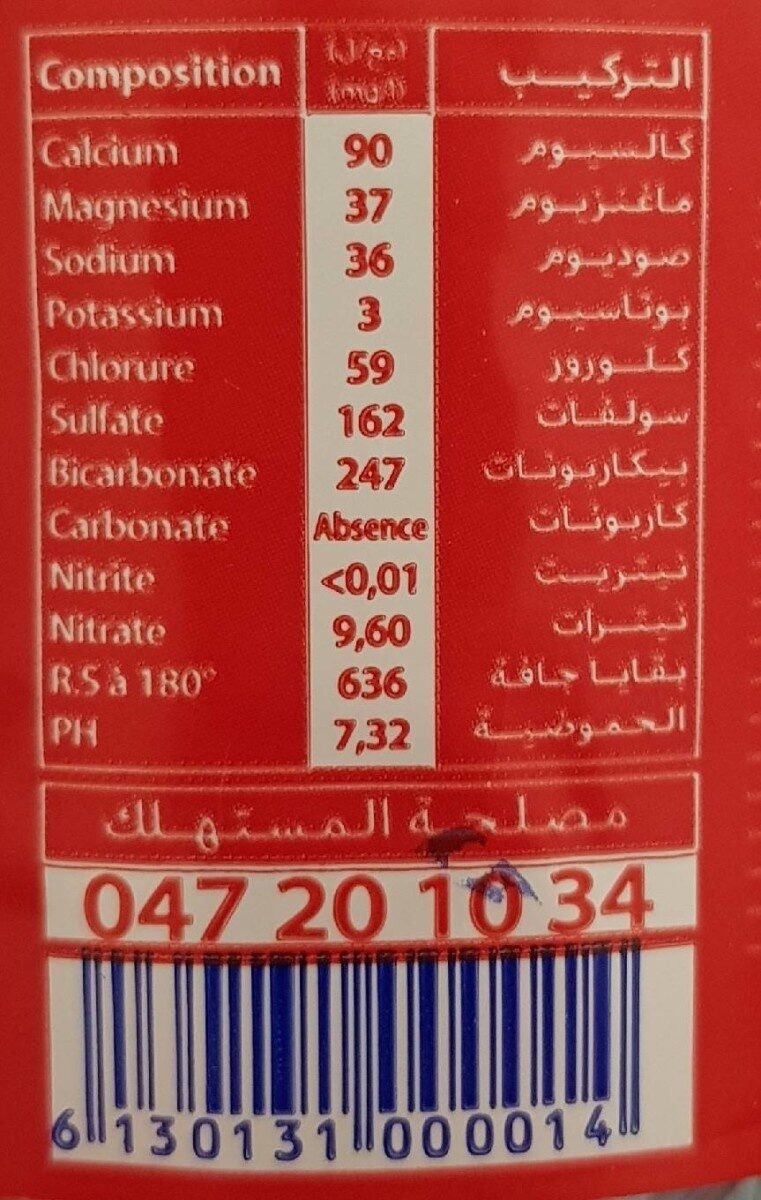 Composition (مغ/ل) (mg/l) التركيب
Calcium 90 كالسيوم
Magnesium 37 ماغنزيوم
Sodium 36 صوديوم
Potassium 3 بوتاسيوم
Chlorure 59 كلورور
Sulfate 162 سولفات
Bicarbonate 247 بيكاربونات
Carbonate Absence كاربونات
Nitrite <0,01 نيتريت
Nitrate 9,60 نيترات
R.S à 180° 636 بقايا جافة
PH 7,32 الحموضية
مصلحة المستهلك
047 20 10 34
6 130131 000014